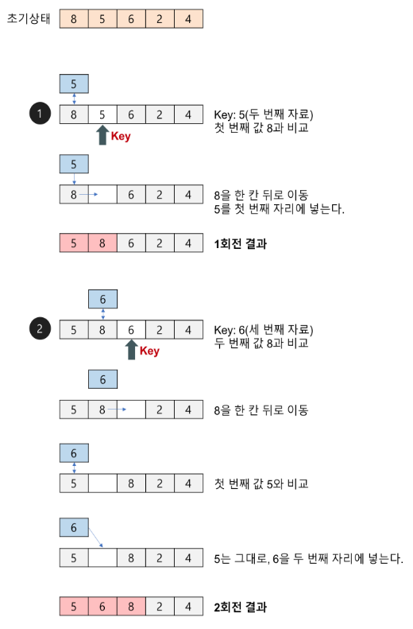 초기상태 8 5 6 2 4
5
1 8 5 6 2 4 Key: 5(두 번째 자료)
첫 번째 값 8과 비교
Key
5
8 6 2 4 8을 한 칸 뒤로 이동
5를 첫 번째 자리에 넣는다.
5 8 6 2 4 1회전 결과
6
2 5 8 6 2 4 Key: 6(세 번째 자료)
두 번째 값 8과 비교
Key
6
5 8 2 4 8을 한 칸 뒤로 이동
6
5 8 2 4 첫 번째 값 5와 비교
6
5 8 2 4 5는 그대로, 6을 두 번째 자리에 넣는다.
5 6 8 2 4 2회전 결과